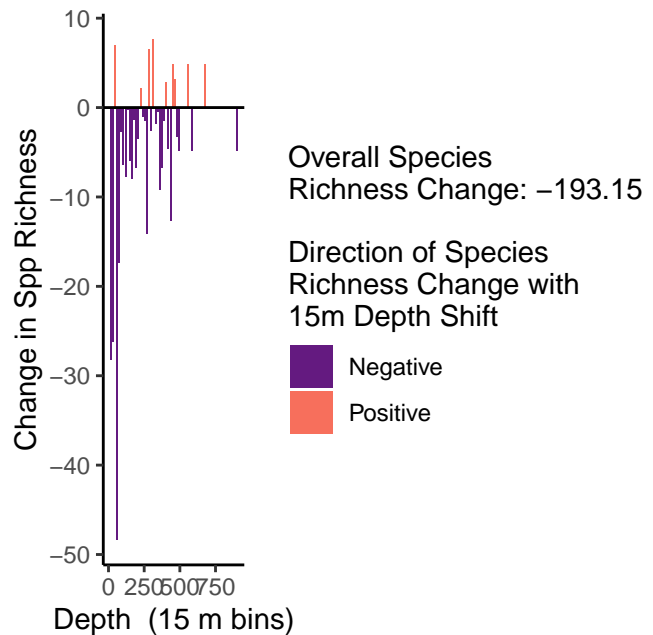 10
0
−10
−20
−30
−40
−50
Change in Spp Richness
0 250 500 750
Depth  (15 m bins)
Overall Species
Richness Change: −193.15
Direction of Species
Richness Change with
15m Depth Shift
Negative
Positive